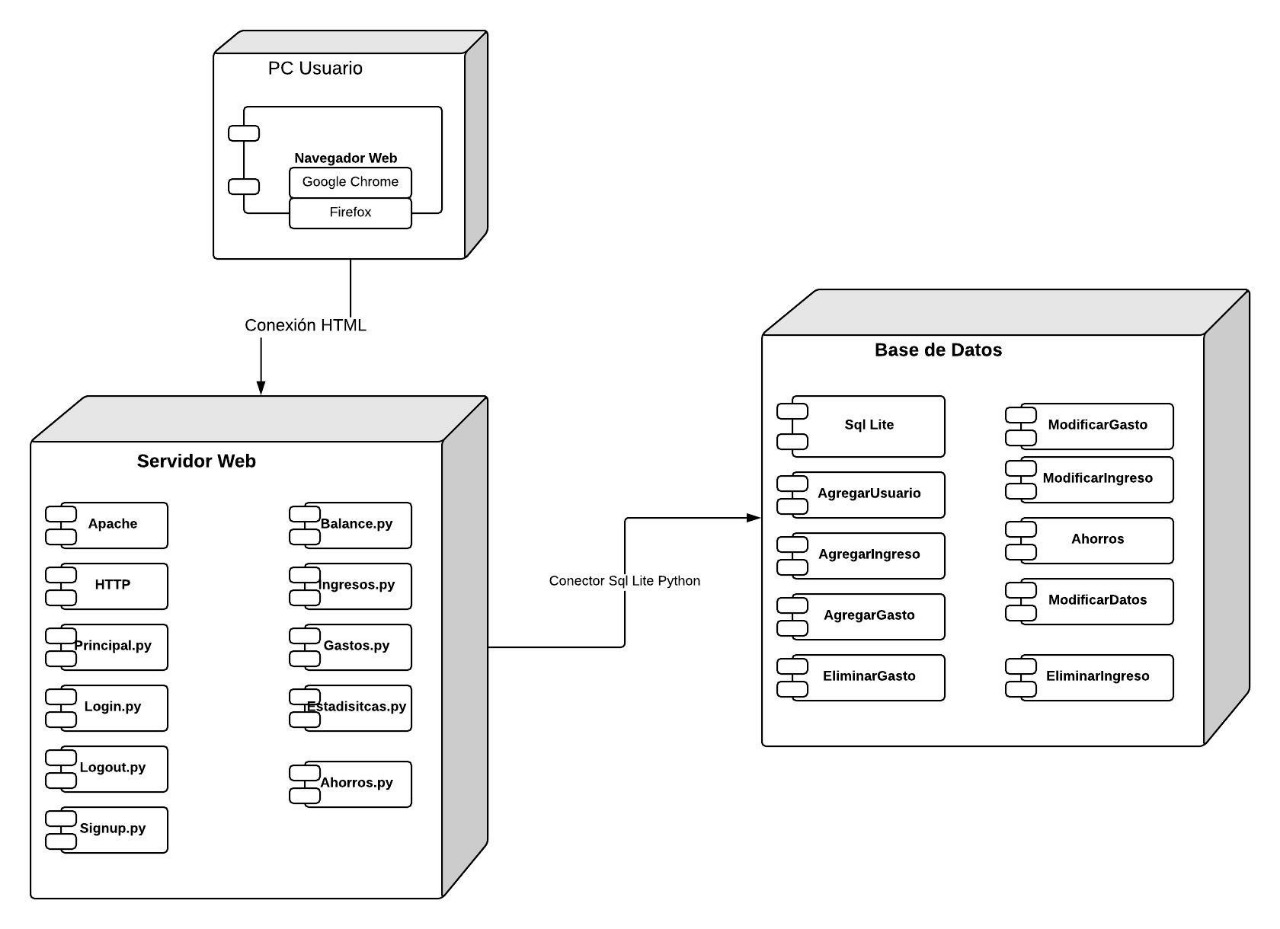 PC Usuario
Navegador Web
Google Chrome
Firefox
Conexión HTML
Servidor Web
Apache
HTTP
Principal.py
Login.py
Logout.py
Signup.py
Balance.py
Ingresos.py
Gastos.py
Estadisitcas.py
Ahorros.py
Conector Sql Lite Python
Base de Datos
Sql Lite
AgregarUsuario
AgregarIngreso
AgregarGasto
EliminarGasto
ModificarGasto
ModificarIngreso
Ahorros
ModificarDatos
EliminarIngreso